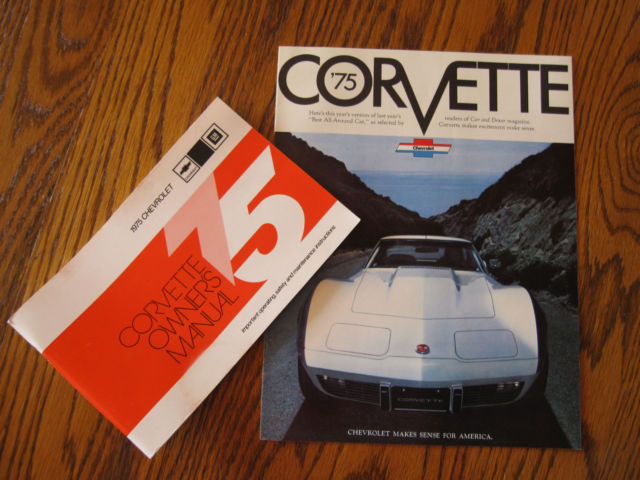 CORVETTE
'75
Here's this year's version of last year's
"Best All-Around Car," as selected by
readers of Car and Driver magazine.
Corvette makes excitement make sense.
Chevrolet
CORVETTE
CHEVROLET MAKES SENSE FOR AMERICA.
1975 CHEVROLET
75
CORVETTE
OWNER'S
MANUAL
important operating, safety and maintenance instructions